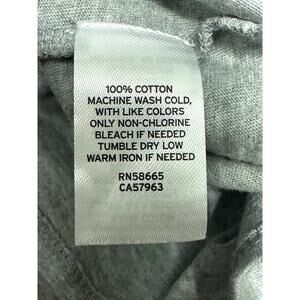 100% COTTON
MACHINE WASH COLD,
WITH LIKE COLORS
ONLY NON-CHLORINE
BLEACH IF NEEDED
TUMBLE DRY LOW
WARM IRON IF NEEDED
RN58665
CA57963